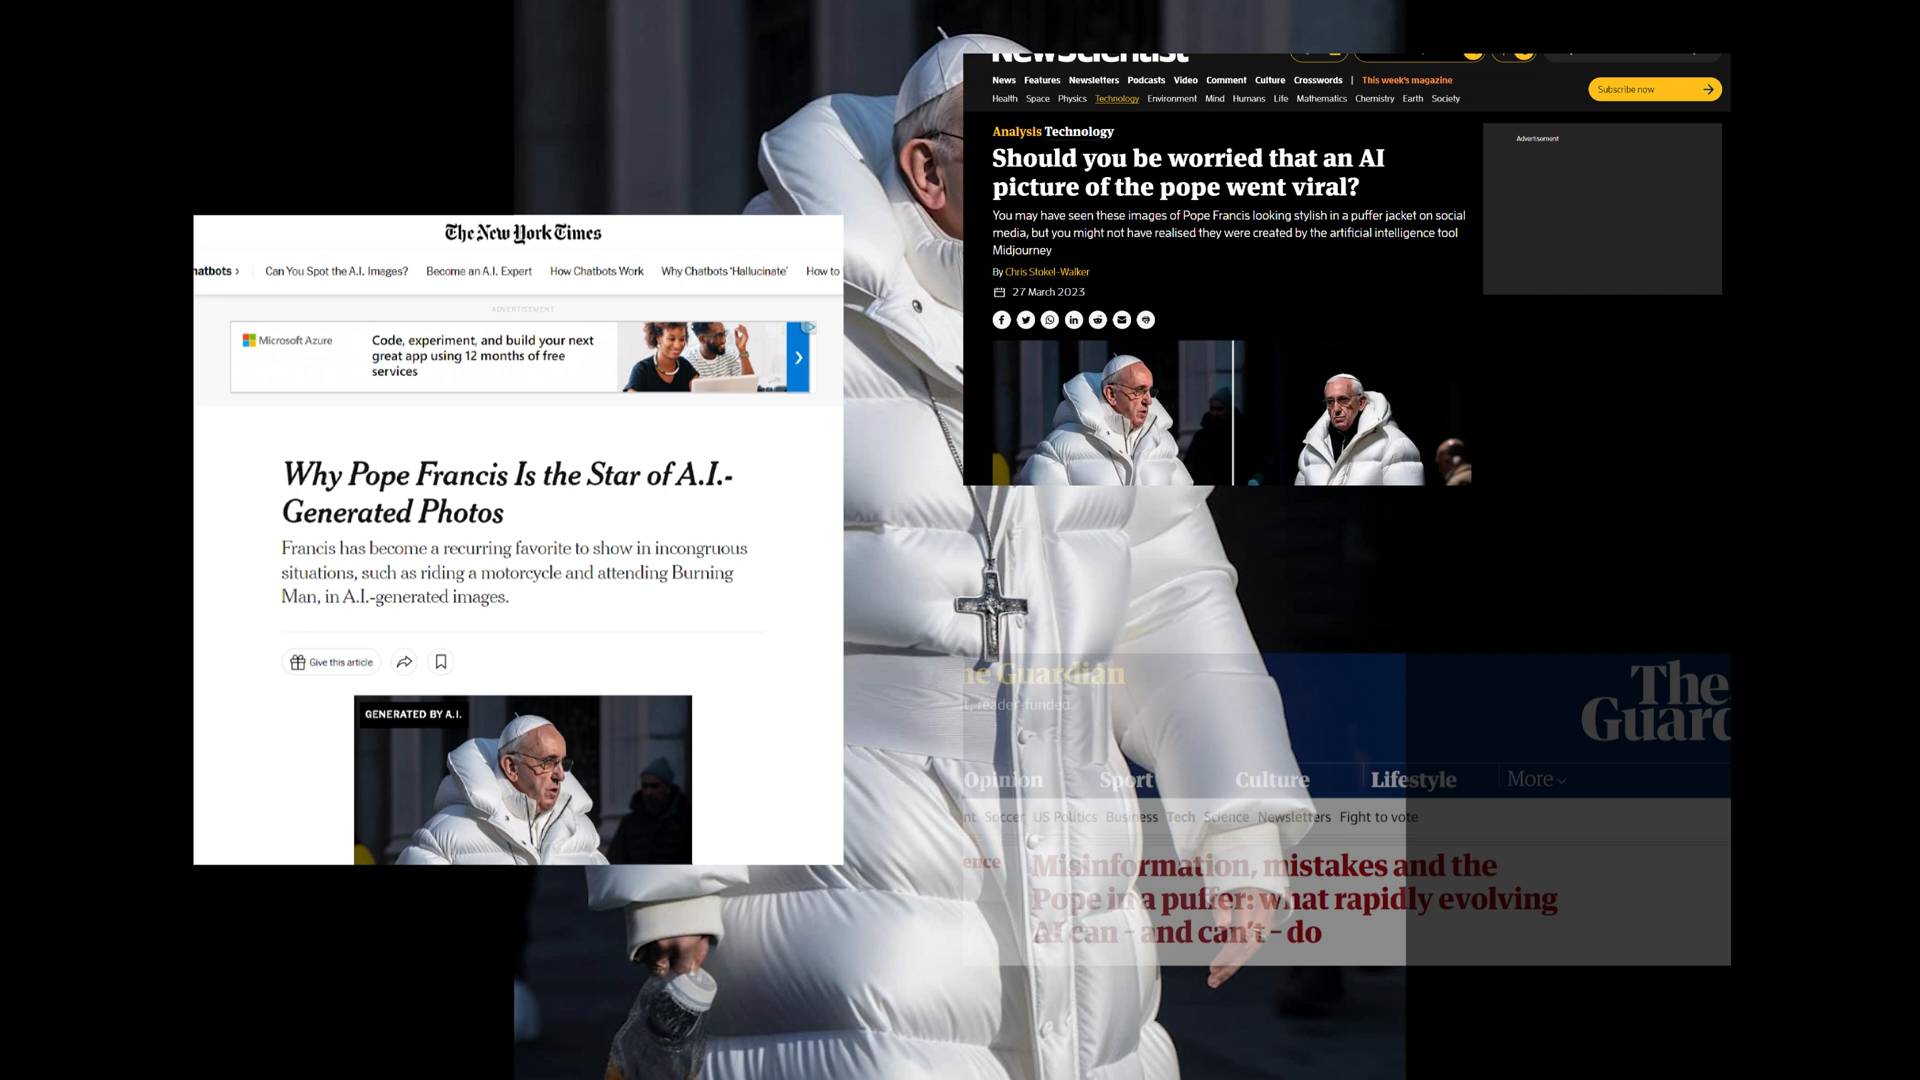 The New York Times
hatbots >
Can You Spot the A.I. Images?
Become an A.I. Expert
How Chatbots Work
Why Chatbots 'Hallucinate'
How to
ADVERTISEMENT
Microsoft Azure
Code, experiment, and build your next
great app using 12 months of free
services
Why Pope Francis Is the Star of A.I.-
Generated Photos
Francis has become a recurring favorite to show in incongruous
situations, such as riding a motorcycle and attending Burning
Man, in A.I.-generated images.
Give this article
GENERATED BY A.I.
NewScientist
News Features Newsletters Podcasts Video Comment Culture Crosswords | This week's magazine
Health Space Physics Technology Environment Mind Humans Life Mathematics Chemistry Earth Society
Subscribe now
Analysis Technology
Advertisement
Should you be worried that an AI
picture of the pope went viral?
You may have seen these images of Pope Francis looking stylish in a puffer jacket on social
media, but you might not have realised they were created by the artificial intelligence tool
Midjourney
By Chris Stokel-Walker
27 March 2023
he Guardian
t, reader-funded
The
Guard
Opinion Sport Culture Lifestyle More
nt Soccer US Politics Business Tech Science Newsletters Fight to vote
ence
Misinformation, mistakes and the
Pope in a puffer: what rapidly evolving
AI can – and can't – do